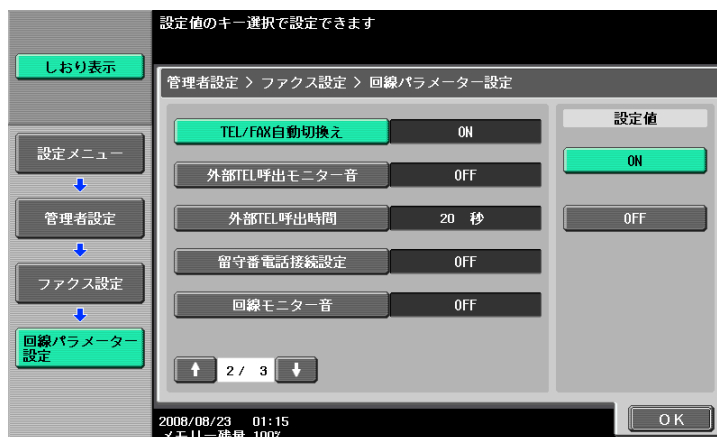 設定値のキー選択で設定できます
しおり表示
管理者設定 > ファクス設定 > 回線パラメーター設定
設定メニュー
管理者設定
ファクス設定
回線パラメーター
設定
TEL/FAX自動切換え ON
外部TEL呼出モニター音 OFF
外部TEL呼出時間 20 秒
留守番電話接続設定 OFF
回線モニター音 OFF
2/ 3
設定値
ON
OFF
2008/08/23 01:15
メモリー残量 100%
OK